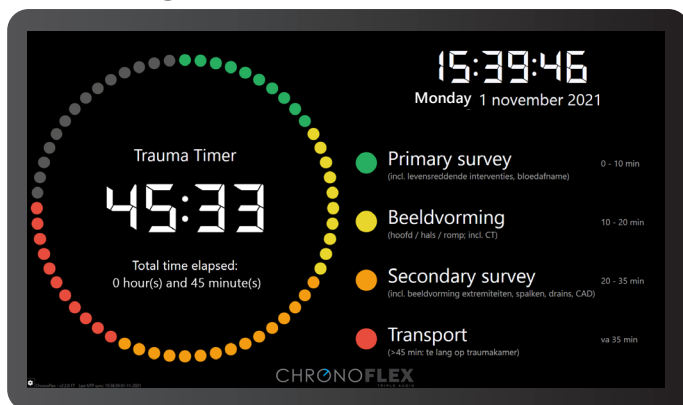 15:39:46
Monday 1 november 2021
Trauma Timer
45:33
Total time elapsed:
0 hour(s) and 45 minute(s)
Primary survey
0 - 10 min
(incl. levensreddende interventies, bloedafname)
Beeldvorming
10 - 20 min
(hoofd / hals / romp; incl. CT)
Secondary survey
20 - 35 min
(incl. beeldvorming extremiteiten, spalken, drains, CAD)
Transport
va 35 min
(>45 min: te lang op traumakamer)
CHRONOFLEX
TRIPLE AUDIO